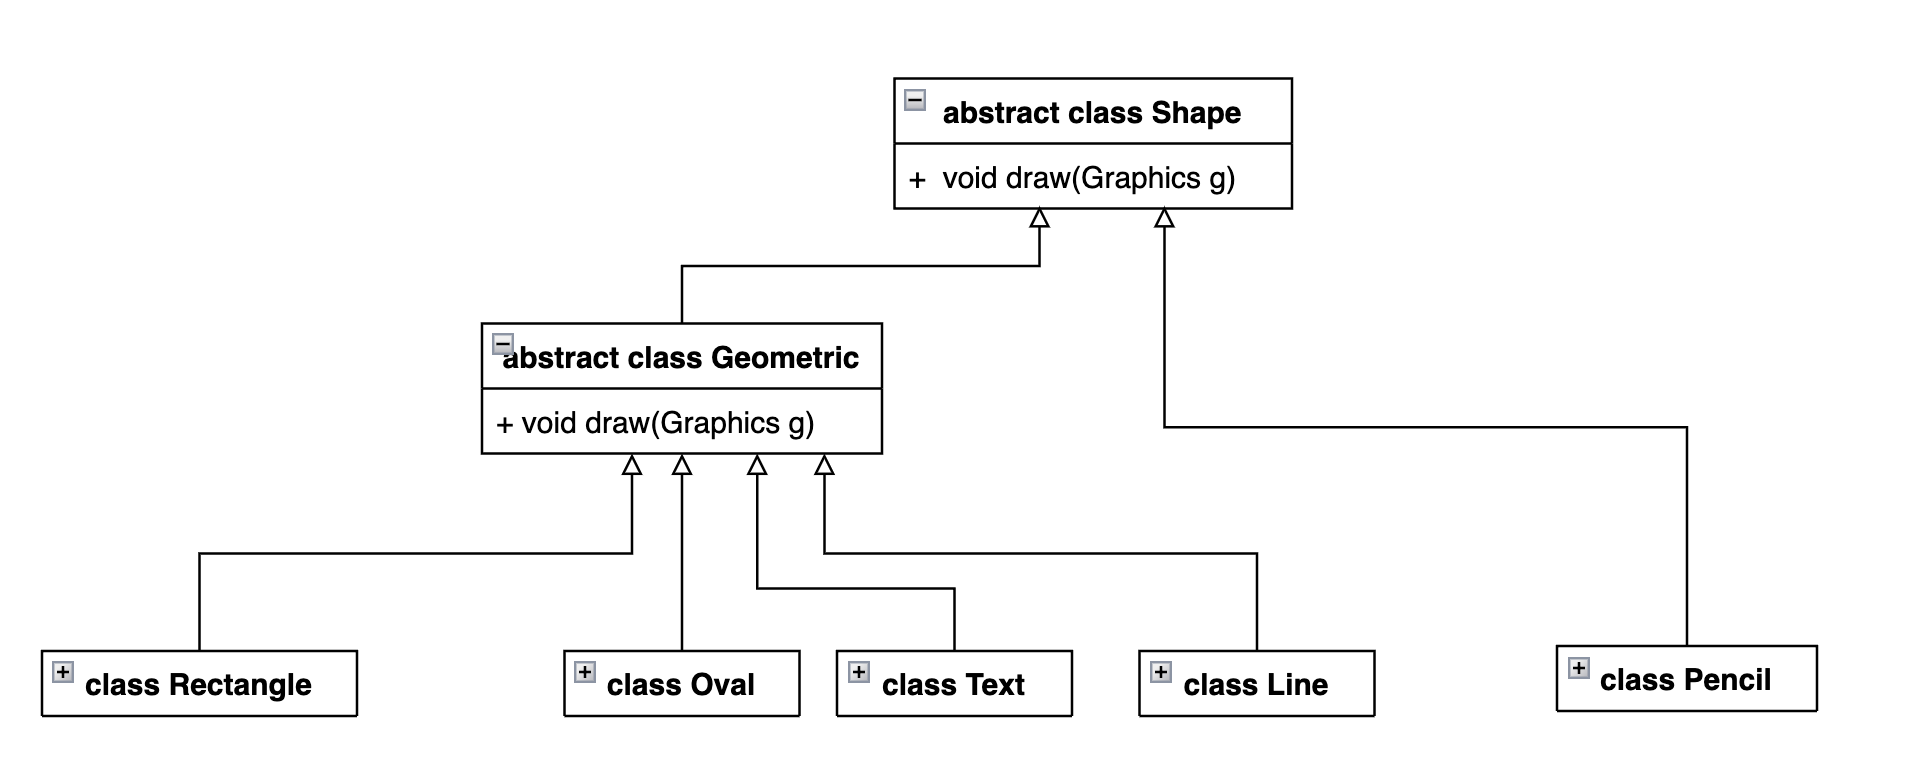 abstract class Shape
+ void draw(Graphics g)
abstract class Geometric
+ void draw(Graphics g)
class Rectangle
class Oval
class Text
class Line
class Pencil